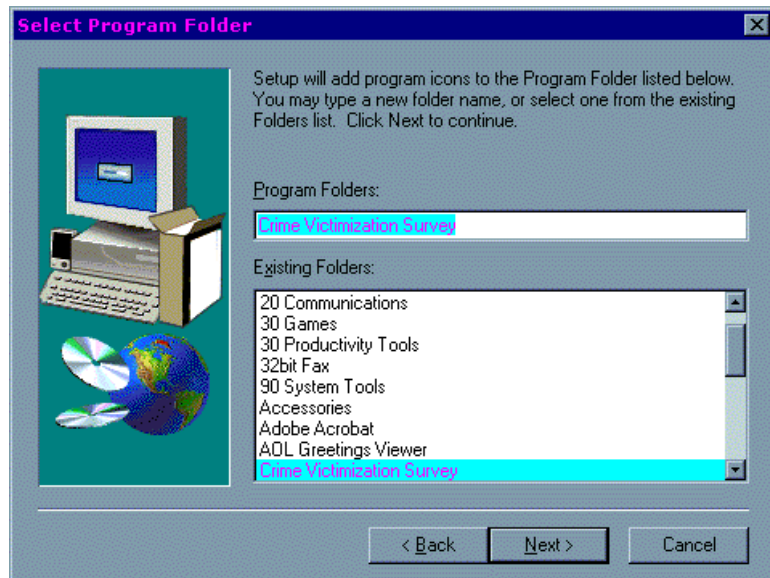 Select Program Folder
Setup will add program icons to the Program Folder listed below.
You may type a new folder name, or select one from the existing
Folders list.  Click Next to continue.
Program Folders:
Crime Victimization Survey
Existing Folders:
20 Communications
30 Games
30 Productivity Tools
32bit Fax
90 System Tools
Accessories
Adobe Acrobat
AOL Greetings Viewer
Crime Victimization Survey
< Back
Next >
Cancel